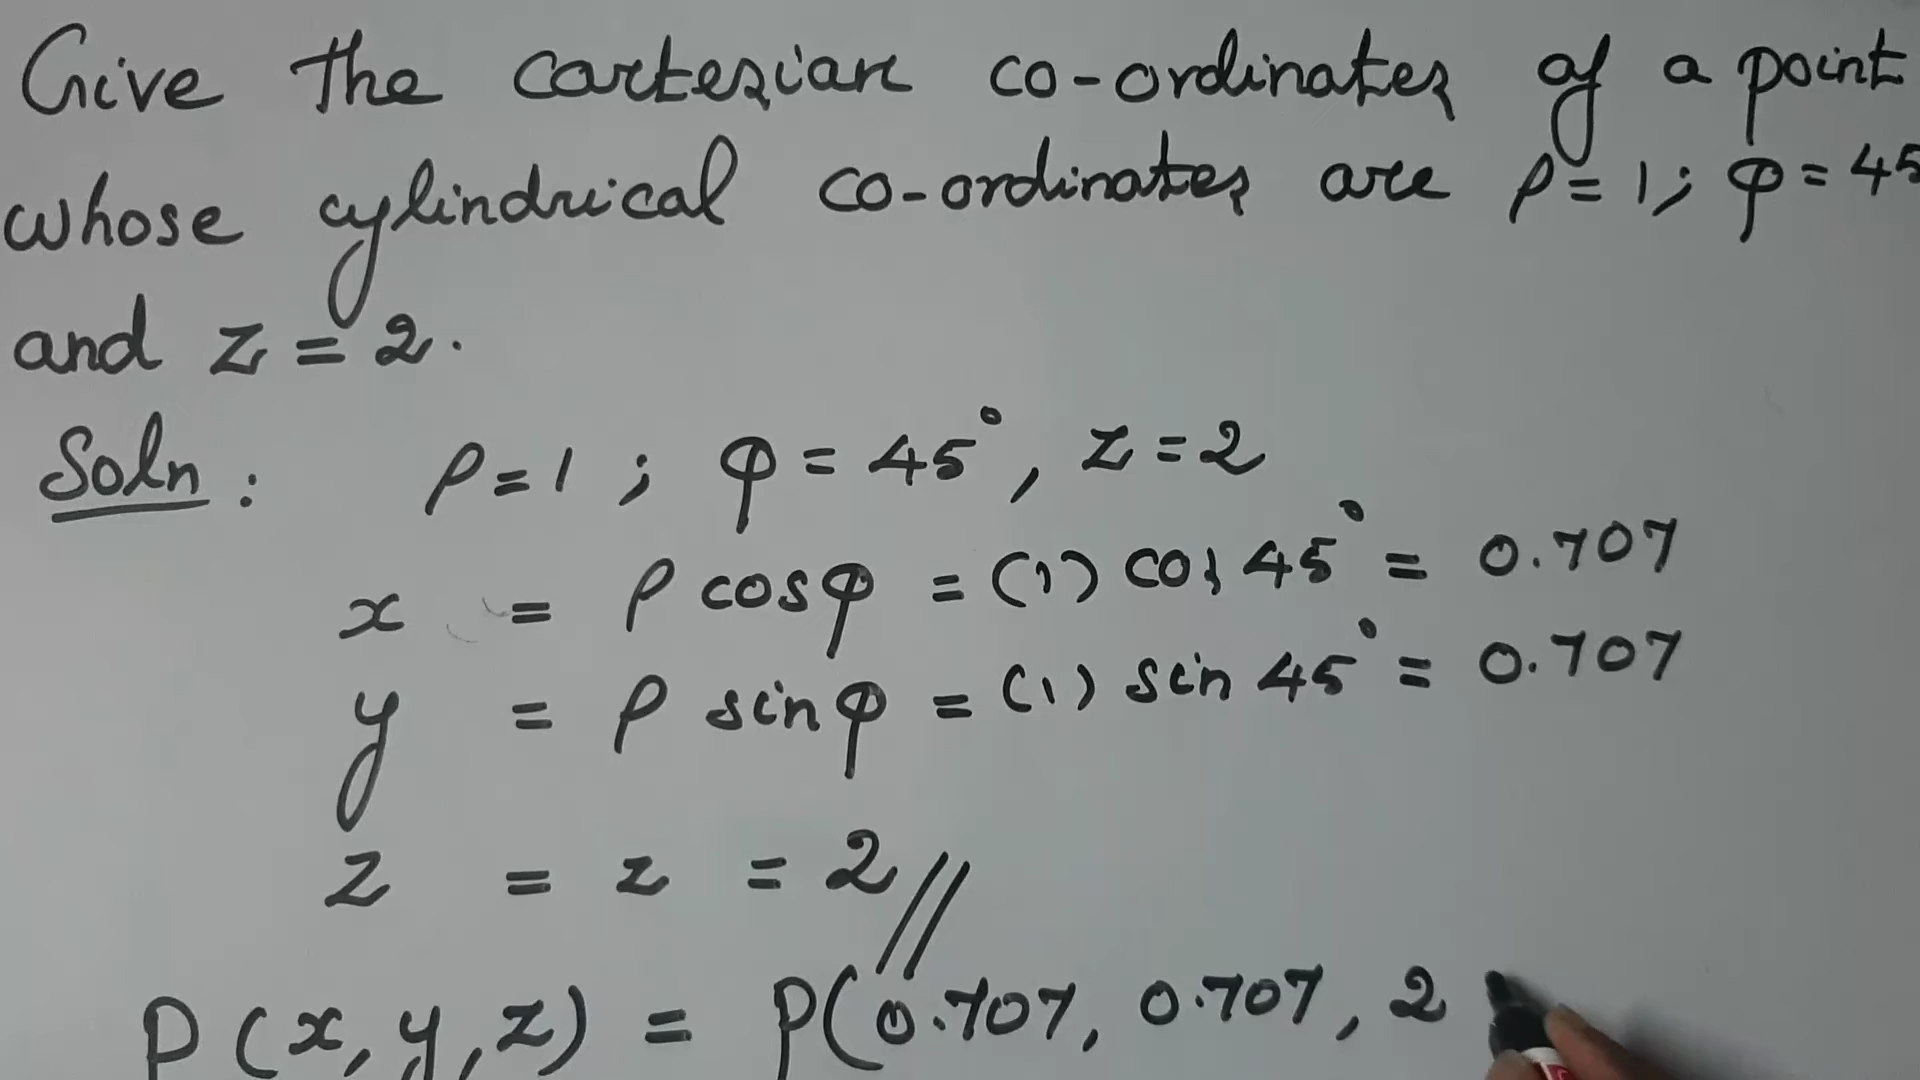 Give the cartesian co-ordinates of a point
whose cylindrical co-ordinates are ρ = 1; φ = 45
and z = 2.
Soln : ρ = 1 ; φ = 45°, z = 2
x = ρ cosφ = (1) cos 45° = 0.707
y = ρ sinφ = (1) sin 45° = 0.707
z = z = 2 //
P(x, y, z) = P(0.707, 0.707, 2